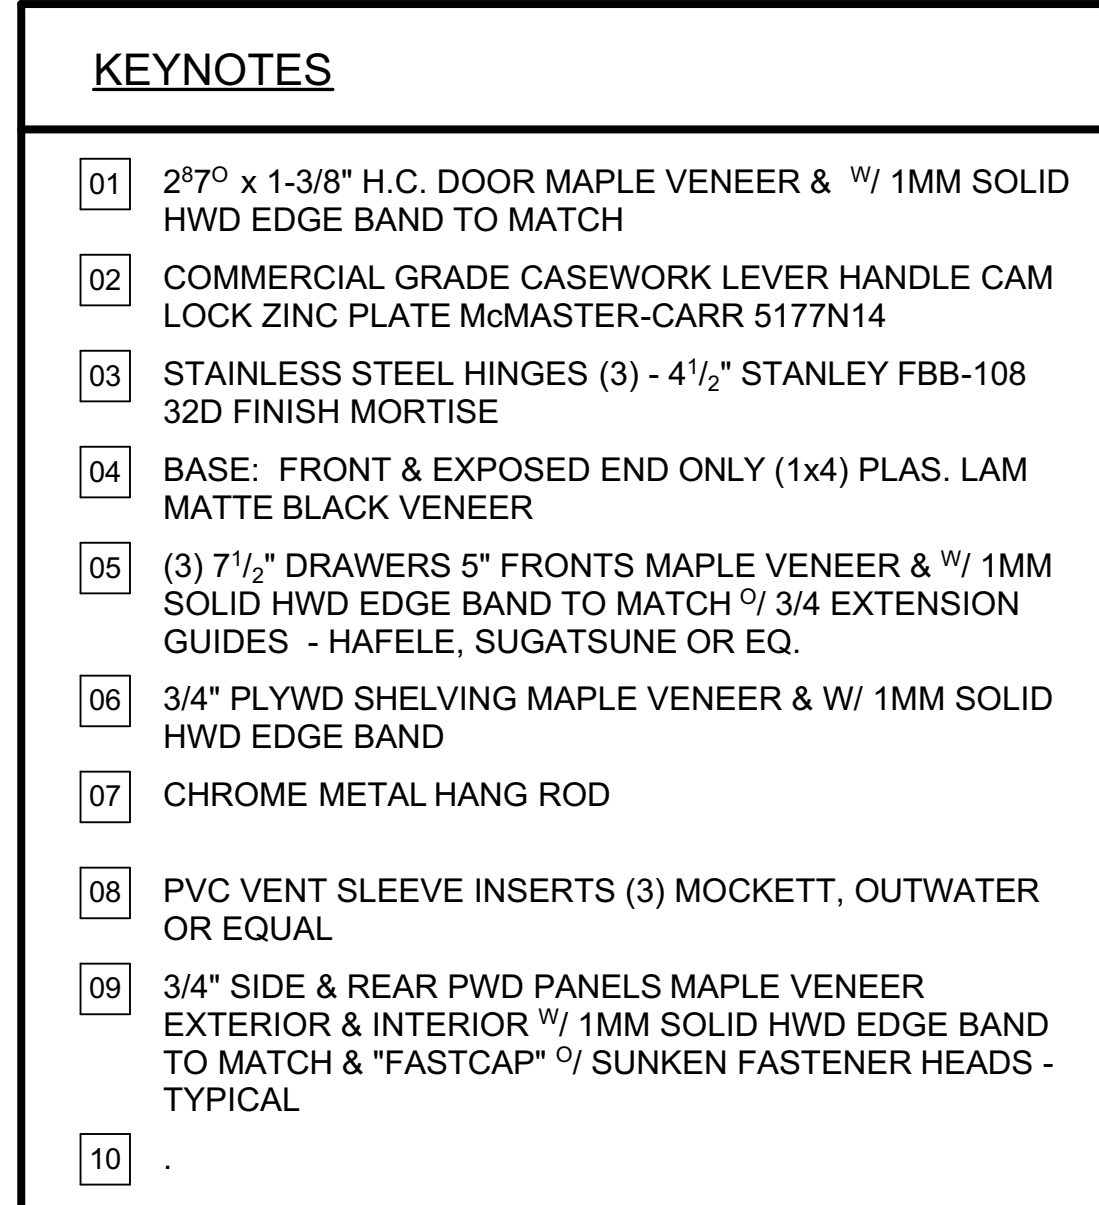 KEYNOTES
01 2⁸7ᴼ x 1-3/8" H.C. DOOR MAPLE VENEER & ᵂ/ 1MM SOLID
HWD EDGE BAND TO MATCH
02 COMMERCIAL GRADE CASEWORK LEVER HANDLE CAM
LOCK ZINC PLATE McMASTER-CARR 5177N14
03 STAINLESS STEEL HINGES (3) - 4¹/₂" STANLEY FBB-108
32D FINISH MORTISE
04 BASE: FRONT & EXPOSED END ONLY (1x4) PLAS. LAM
MATTE BLACK VENEER
05 (3) 7¹/₂" DRAWERS 5" FRONTS MAPLE VENEER & ᵂ/ 1MM
SOLID HWD EDGE BAND TO MATCH ᴼ/ 3/4 EXTENSION
GUIDES - HAFELE, SUGATSUNE OR EQ.
06 3/4" PLYWD SHELVING MAPLE VENEER & W/ 1MM SOLID
HWD EDGE BAND
07 CHROME METAL HANG ROD
08 PVC VENT SLEEVE INSERTS (3) MOCKETT, OUTWATER
OR EQUAL
09 3/4" SIDE & REAR PWD PANELS MAPLE VENEER
EXTERIOR & INTERIOR ᵂ/ 1MM SOLID HWD EDGE BAND
TO MATCH & "FASTCAP" ᴼ/ SUNKEN FASTENER HEADS -
TYPICAL
10 .